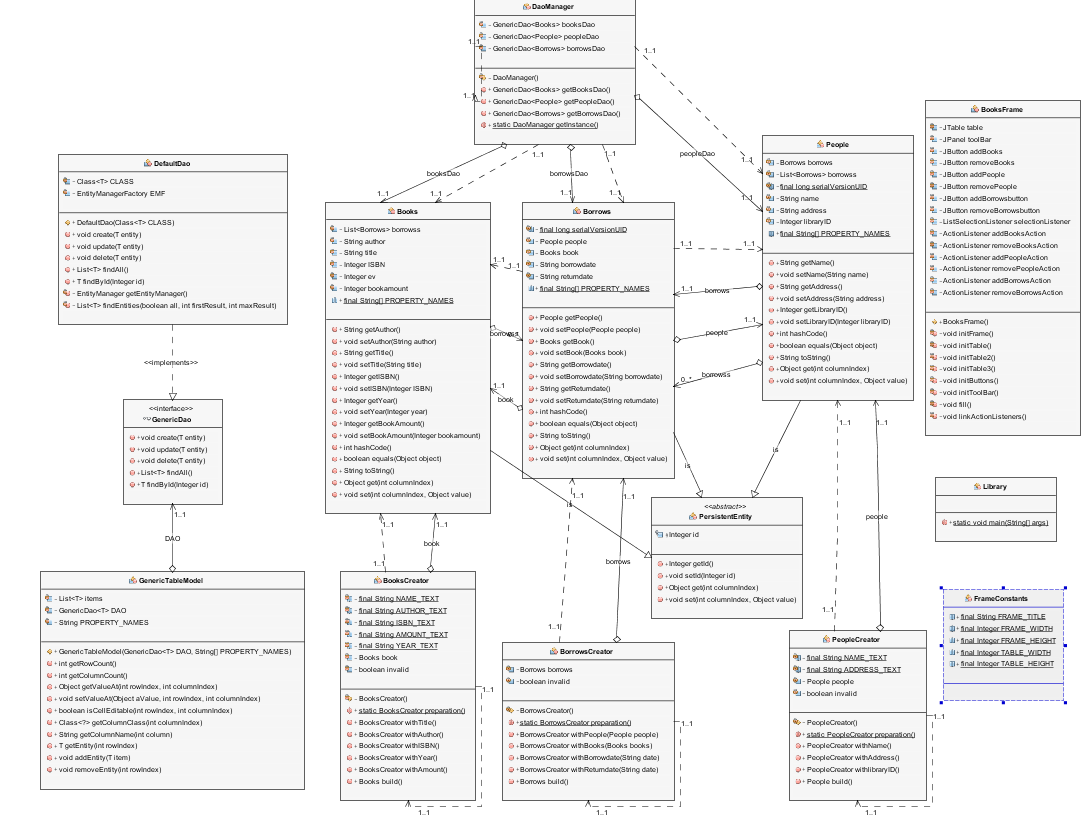 DaoManager
- GenericDao<Books> booksDao
- GenericDao<People> peopleDao
- GenericDao<Borrows> borrowsDao
- DaoManager()
+ GenericDao<Books> getBooksDao()
+ GenericDao<People> getPeopleDao()
+ GenericDao<Borrows> getBorrowsDao()
+ static DaoManager getInstance()
1..1
1..1
1..1
1..1
peopleDao
1..1
1..1
booksDao
1..1
1..1
borrowsDao
1..1
1..1
1..1
1..1
BooksFrame
-JTable table
-JPanel toolBar
-JButton addBooks
-JButton removeBooks
-JButton addPeople
-JButton removePeople
-JButton addBorrowsbutton
-JButton removeBorrowsbutton
-ListSelectionListener selectionListener
-ActionListener addBooksAction
-ActionListener removeBooksAction
-ActionListener addPeopleAction
-ActionListener removePeopleAction
-ActionListener addBorrowsAction
-ActionListener removeBorrowsAction
+BooksFrame()
-void initFrame()
-void initTable()
-void initTable2()
-void initTable3()
-void initButtons()
-void initToolBar()
-void fill()
-void linkActionListeners()
People
- Borrows borrows
- List<Borrows> borrowss
- final long serialVersionUID
- String name
- String address
- Integer libraryID
+ final String[] PROPERTY_NAMES
+ String getName()
+ void setName(String name)
+ String getAddress()
+ void setAddress(String address)
+ Integer getLibraryID()
+ void setLibraryID(Integer libraryID)
+ int hashCode()
+ boolean equals(Object object)
+ String toString()
+ Object get(int columnIndex)
+ void set(int columnIndex, Object value)
DefaultDao
- Class<T> CLASS
- EntityManagerFactory EMF
+ DefaultDao(Class<T> CLASS)
+ void create(T entity)
+ void update(T entity)
+ void delete(T entity)
+ List<T> findAll()
+ T findById(Integer id)
- EntityManager getEntityManager()
- List<T> findEntities(boolean all, int firstResult, int maxResult)
<<implements>>
Books
- List<Borrows> borrowss
- String author
- String title
- Integer ISBN
- Integer ev
- Integer bookamount
+ final String[] PROPERTY_NAMES
+ String getAuthor()
+ void setAuthor(String author)
+ String getTitle()
+ void setTitle(String title)
+ Integer getISBN()
+ void setISBN(Integer ISBN)
+ Integer getYear()
+ void setYear(Integer year)
+ Integer getBookAmount()
+ void setBookAmount(Integer bookamount)
+ int hashCode()
+ boolean equals(Object object)
+ String toString()
+ Object get(int columnIndex)
+ void set(int columnIndex, Object value)
Borrows
- final long serialVersionUID
- People people
- Books book
- String borrowdate
- String returndate
+ final String[] PROPERTY_NAMES
+ People getPeople()
+ void setPeople(People people)
+ Books getBook()
+ void setBook(Books book)
+ String getBorrowdate()
+ void setBorrowdate(String borrowdate)
+ String getReturndate()
+ void setReturndate(String returndate)
+ int hashCode()
+ boolean equals(Object object)
+ String toString()
+ Object get(int columnIndex)
+ void set(int columnIndex, Object value)
1..1
1..1
1..1
1..1
book
1..1
1..1
borrows
1..1
people
1..1
borrowss
0..*
is
is
is
<<interface>>
GenericDao
+void create(T entity)
+void update(T entity)
+void delete(T entity)
+List<T> findAll()
+T findById(Integer id)
1..1
DAO
<<abstract>>
PersistentEntity
+Integer id
+Integer getId()
+void setId(Integer id)
+Object get(int columnIndex)
+void set(int columnIndex, Object value)
Library
+static void main(String[] args)
FrameConstants
+ final String FRAME_TITLE
+ final Integer FRAME_WIDTH
+ final Integer FRAME_HEIGHT
+ final Integer TABLE_WIDTH
+ final Integer TABLE_HEIGHT
GenericTableModel
- List<T> items
- GenericDao<T> DAO
- String PROPERTY_NAMES
+ GenericTableModel(GenericDao<T> DAO, String[] PROPERTY_NAMES)
+ int getRowCount()
+ int getColumnCount()
+ Object getValueAt(int rowIndex, int columnIndex)
+ void setValueAt(Object aValue, int rowIndex, int columnIndex)
+ boolean isCellEditable(int rowIndex, int columnIndex)
+ Class<?> getColumnClass(int columnIndex)
+ String getColumnName(int column)
+ T getEntity(int rowIndex)
+ void addEntity(T item)
+ void removeEntity(int rowIndex)
1..1
1..1
book
1..1
BooksCreator
- final String NAME_TEXT
- final String AUTHOR_TEXT
- final String ISBN_TEXT
- final String AMOUNT_TEXT
- final String YEAR_TEXT
- Books book
- boolean invalid
- BooksCreator()
+ static BooksCreator preparation()
+ BooksCreator withTitle()
+ BooksCreator withAuthor()
+ BooksCreator withISBN()
+ BooksCreator withYear()
+ BooksCreator withAmount()
+ Books build()
1..1
1..1
1..1
1..1
borrows
1..1
BorrowsCreator
- Borrows borrows
- boolean invalid
- BorrowsCreator()
+ static BorrowsCreator preparation()
+ BorrowsCreator withPeople(People people)
+ BorrowsCreator withBooks(Books books)
+ BorrowsCreator withBorrowdate(String date)
+ BorrowsCreator withReturndate(String date)
+ Borrows build()
1..1
1..1
1..1
1..1
people
1..1
PeopleCreator
- final String NAME_TEXT
- final String ADDRESS_TEXT
- People people
- boolean invalid
- PeopleCreator()
+ static PeopleCreator preparation()
+ PeopleCreator withName()
+ PeopleCreator withAddress()
+ PeopleCreator withlibraryID()
+ People build()
1..1
1..1